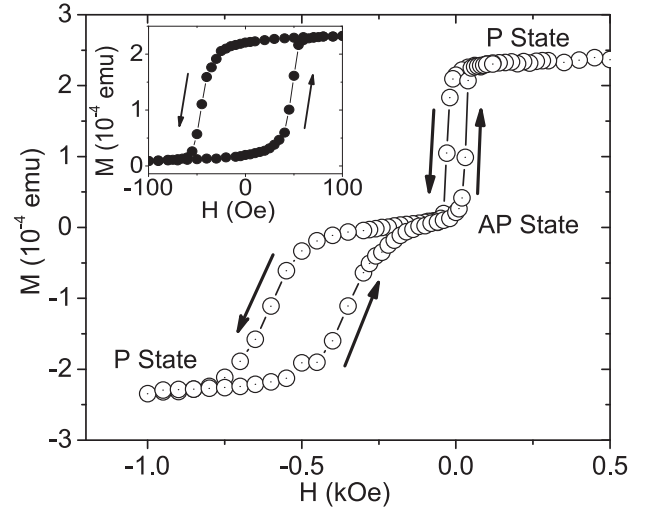 3
2
1
0
-1
-2
-3
M (10-4 emu)
-1.0
-0.5
0.0
0.5
H (kOe)
P State
AP State
P State
2
1
0
M (10-4 emu)
-100
0
100
H (Oe)